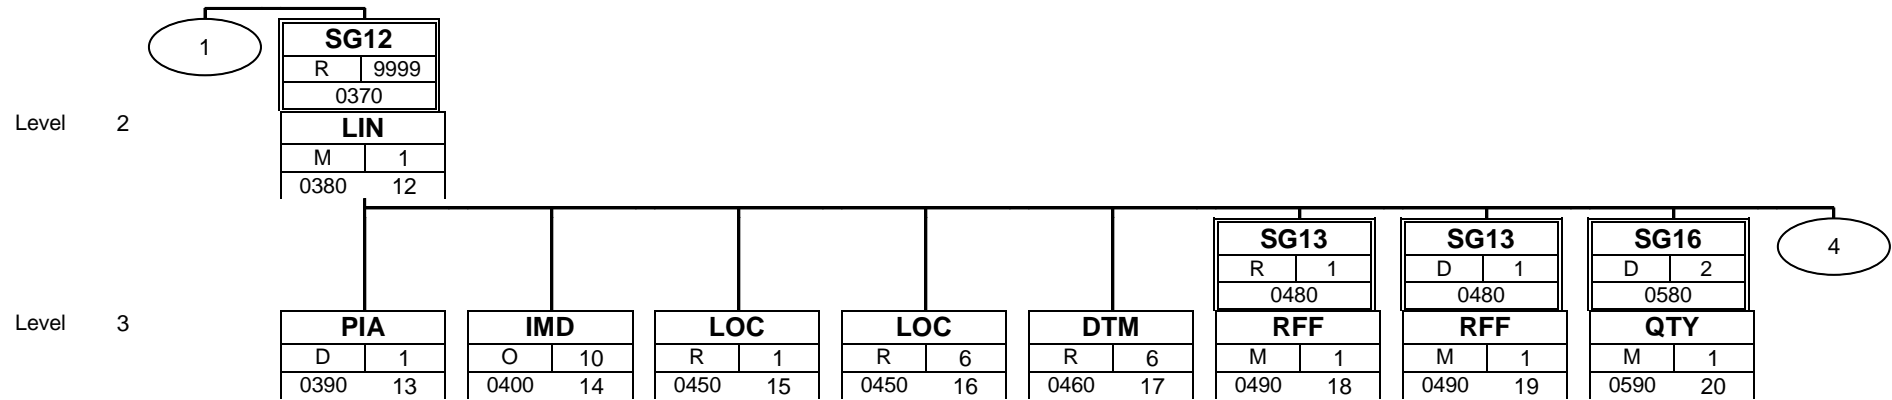 1
SG12
R 9999
0370
Level 2
LIN
M 1
0380 12
SG13 SG13 SG16
R 1 D 1 D 2
0480 0480 0580
4
Level 3
PIA IMD LOC LOC DTM RFF RFF QTY
D 1 O 10 R 1 R 6 R 6 M 1 M 1 M 1
0390 13 0400 14 0450 15 0450 16 0460 17 0490 18 0490 19 0590 20